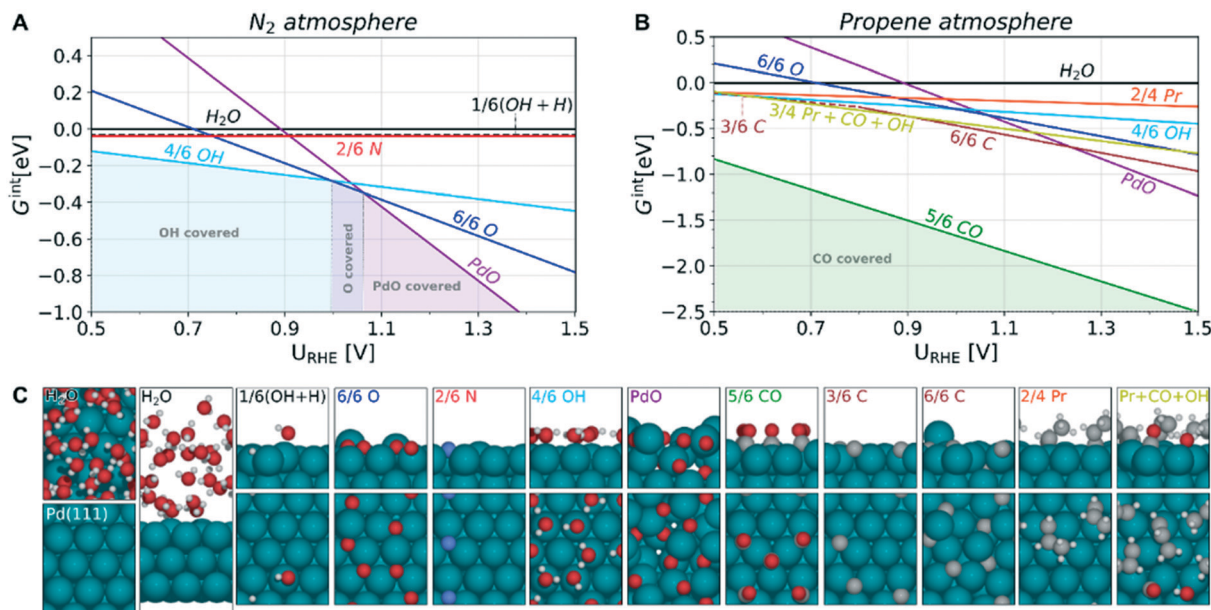 A
N2 atmosphere
0.4
0.2
0.0
−0.2
−0.4
−0.6
−0.8
−1.0
G^int[eV]
H2O
1/6(OH + H)
2/6 N
4/6 OH
6/6 O
PdO
OH covered
O covered
PdO covered
0.5 0.7 0.9 1.1 1.3 1.5
U_RHE [V]
B
Propene atmosphere
0.5
0.0
−0.5
−1.0
−1.5
−2.0
−2.5
G^int[eV]
6/6 O
H2O
2/4 Pr
3/4 Pr + CO + OH
4/6 OH
3/6 C
6/6 C
PdO
5/6 CO
CO covered
0.5 0.7 0.9 1.1 1.3 1.5
U_RHE [V]
C
H2O
H2O
1/6(OH+H)
6/6 O
2/6 N
4/6 OH
PdO
5/6 CO
3/6 C
6/6 C
2/4 Pr
Pr+CO+OH
Pd(111)